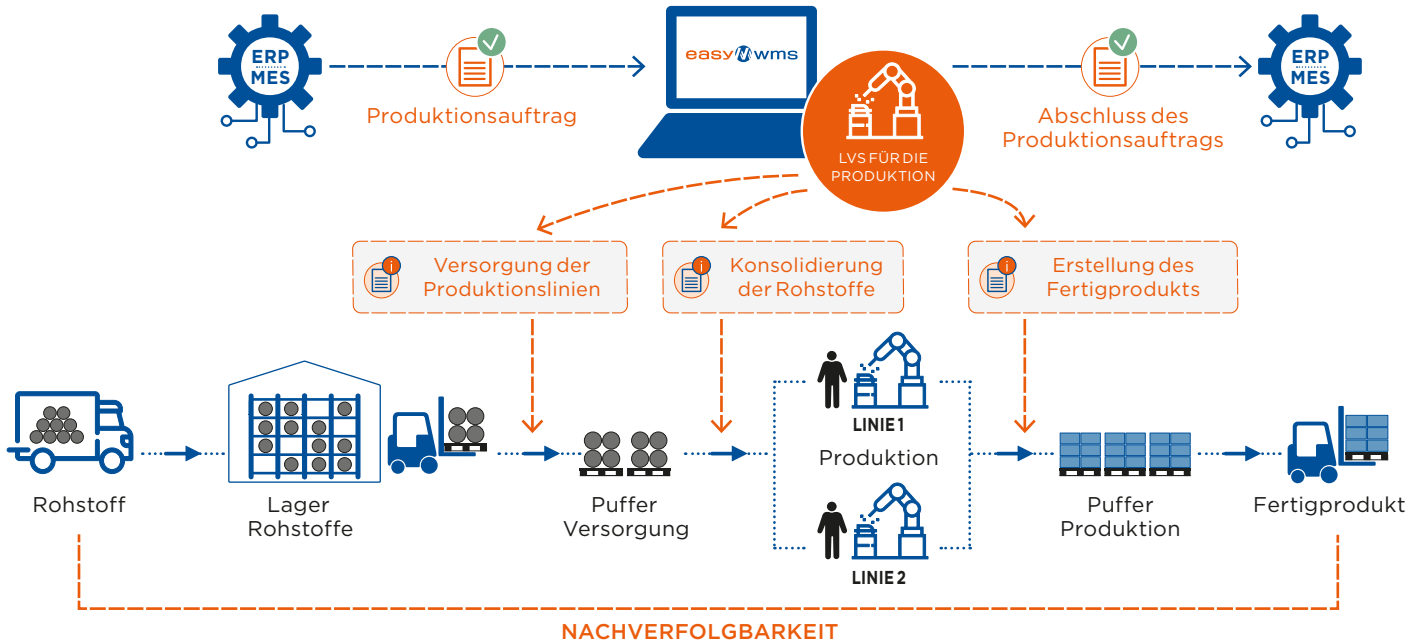 ERP
MES
Produktionsauftrag
easy wms
LVS FÜR DIE
PRODUKTION
Abschluss des
Produktionsauftrags
ERP
MES
Versorgung der
Produktionslinien
Konsolidierung
der Rohstoffe
Erstellung des
Fertigprodukts
Rohstoff
Lager
Rohstoffe
Puffer
Versorgung
LINIE 1
Produktion
LINIE 2
Puffer
Produktion
Fertigprodukt
NACHVERFOLGBARKEIT